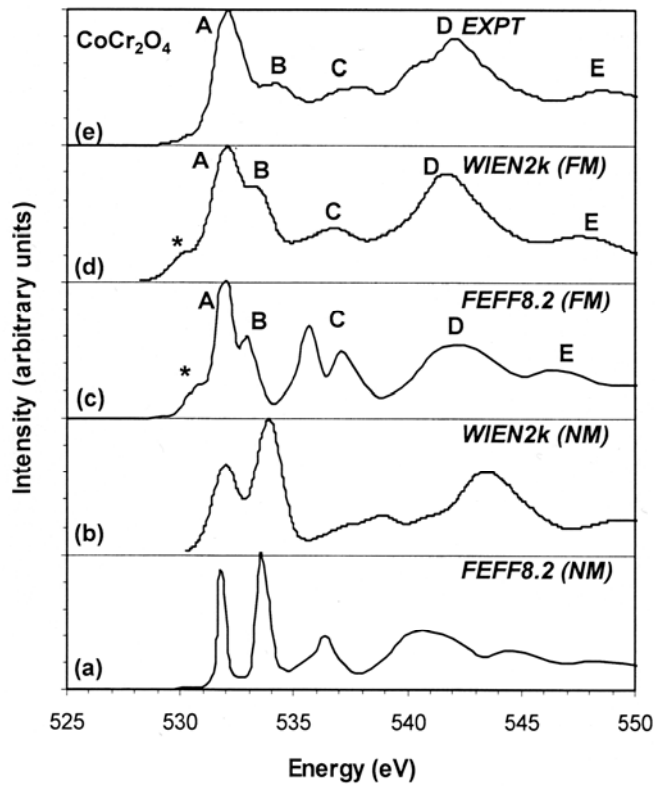 CoCr2O4
A
B
C
D
EXPT
E
(e)
A
B
C
D
WIEN2k (FM)
E
*
(d)
A
B
C
D
FEFF8.2 (FM)
E
*
(c)
WIEN2k (NM)
(b)
FEFF8.2 (NM)
(a)
Intensity (arbitrary units)
525 530 535 540 545 550
Energy (eV)